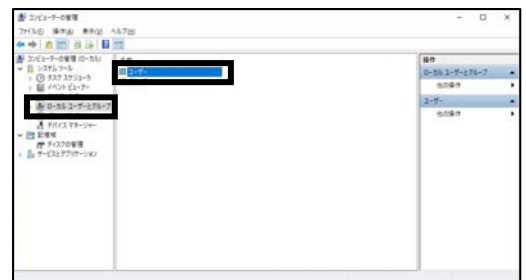 コンピューターの管理
ファイル(F) 操作(A) 表示(V) ヘルプ(H)
コンピューターの管理 (ローカル)
システム ツール
タスク スケジューラ
イベント ビューアー
ローカル ユーザーとグループ
デバイス マネージャー
記憶域
ディスクの管理
サービスとアプリケーション
ユーザー
操作
ローカル ユーザーとグループ
他の操作
ユーザー
他の操作